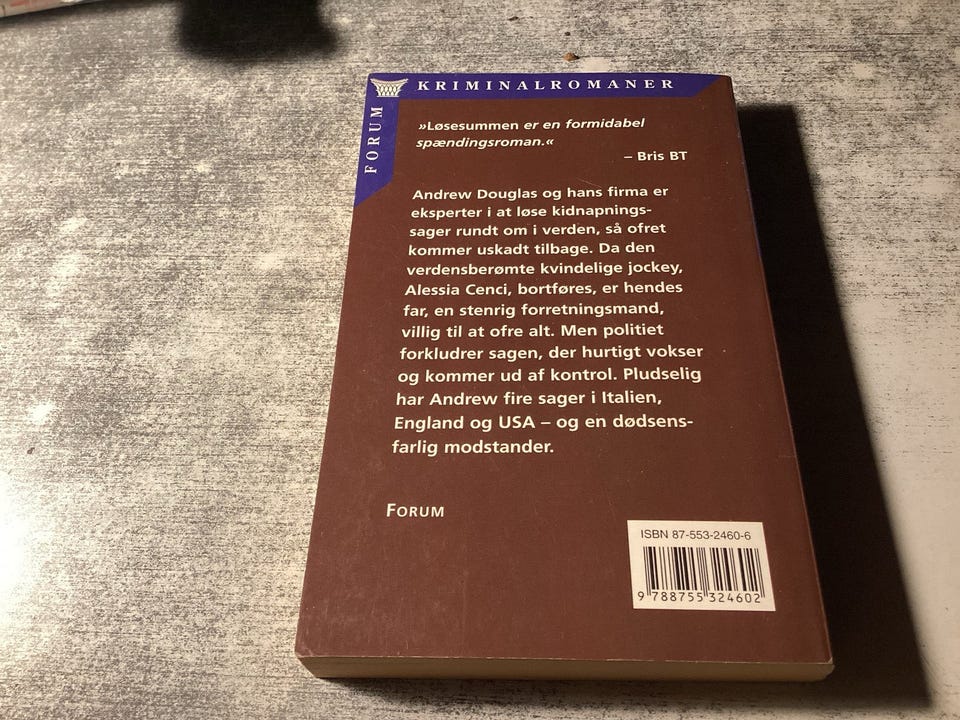 KRIMINALROMANER
FORUM
»Løsesummen er en formidabel
spændingsroman.«
– Bris BT
Andrew Douglas og hans firma er
eksperter i at løse kidnapnings-
sager rundt om i verden, så ofret
kommer uskadt tilbage. Da den
verdensberømte kvindelige jockey,
Alessia Cenci, bortføres, er hendes
far, en stenrig forretningsmand,
villig til at ofre alt. Men politiet
forkludrer sagen, der hurtigt vokser
og kommer ud af kontrol. Pludselig
har Andrew fire sager i Italien,
England og USA – og en dødsens-
farlig modstander.
FORUM
ISBN 87-553-2460-6
9 788755 324602